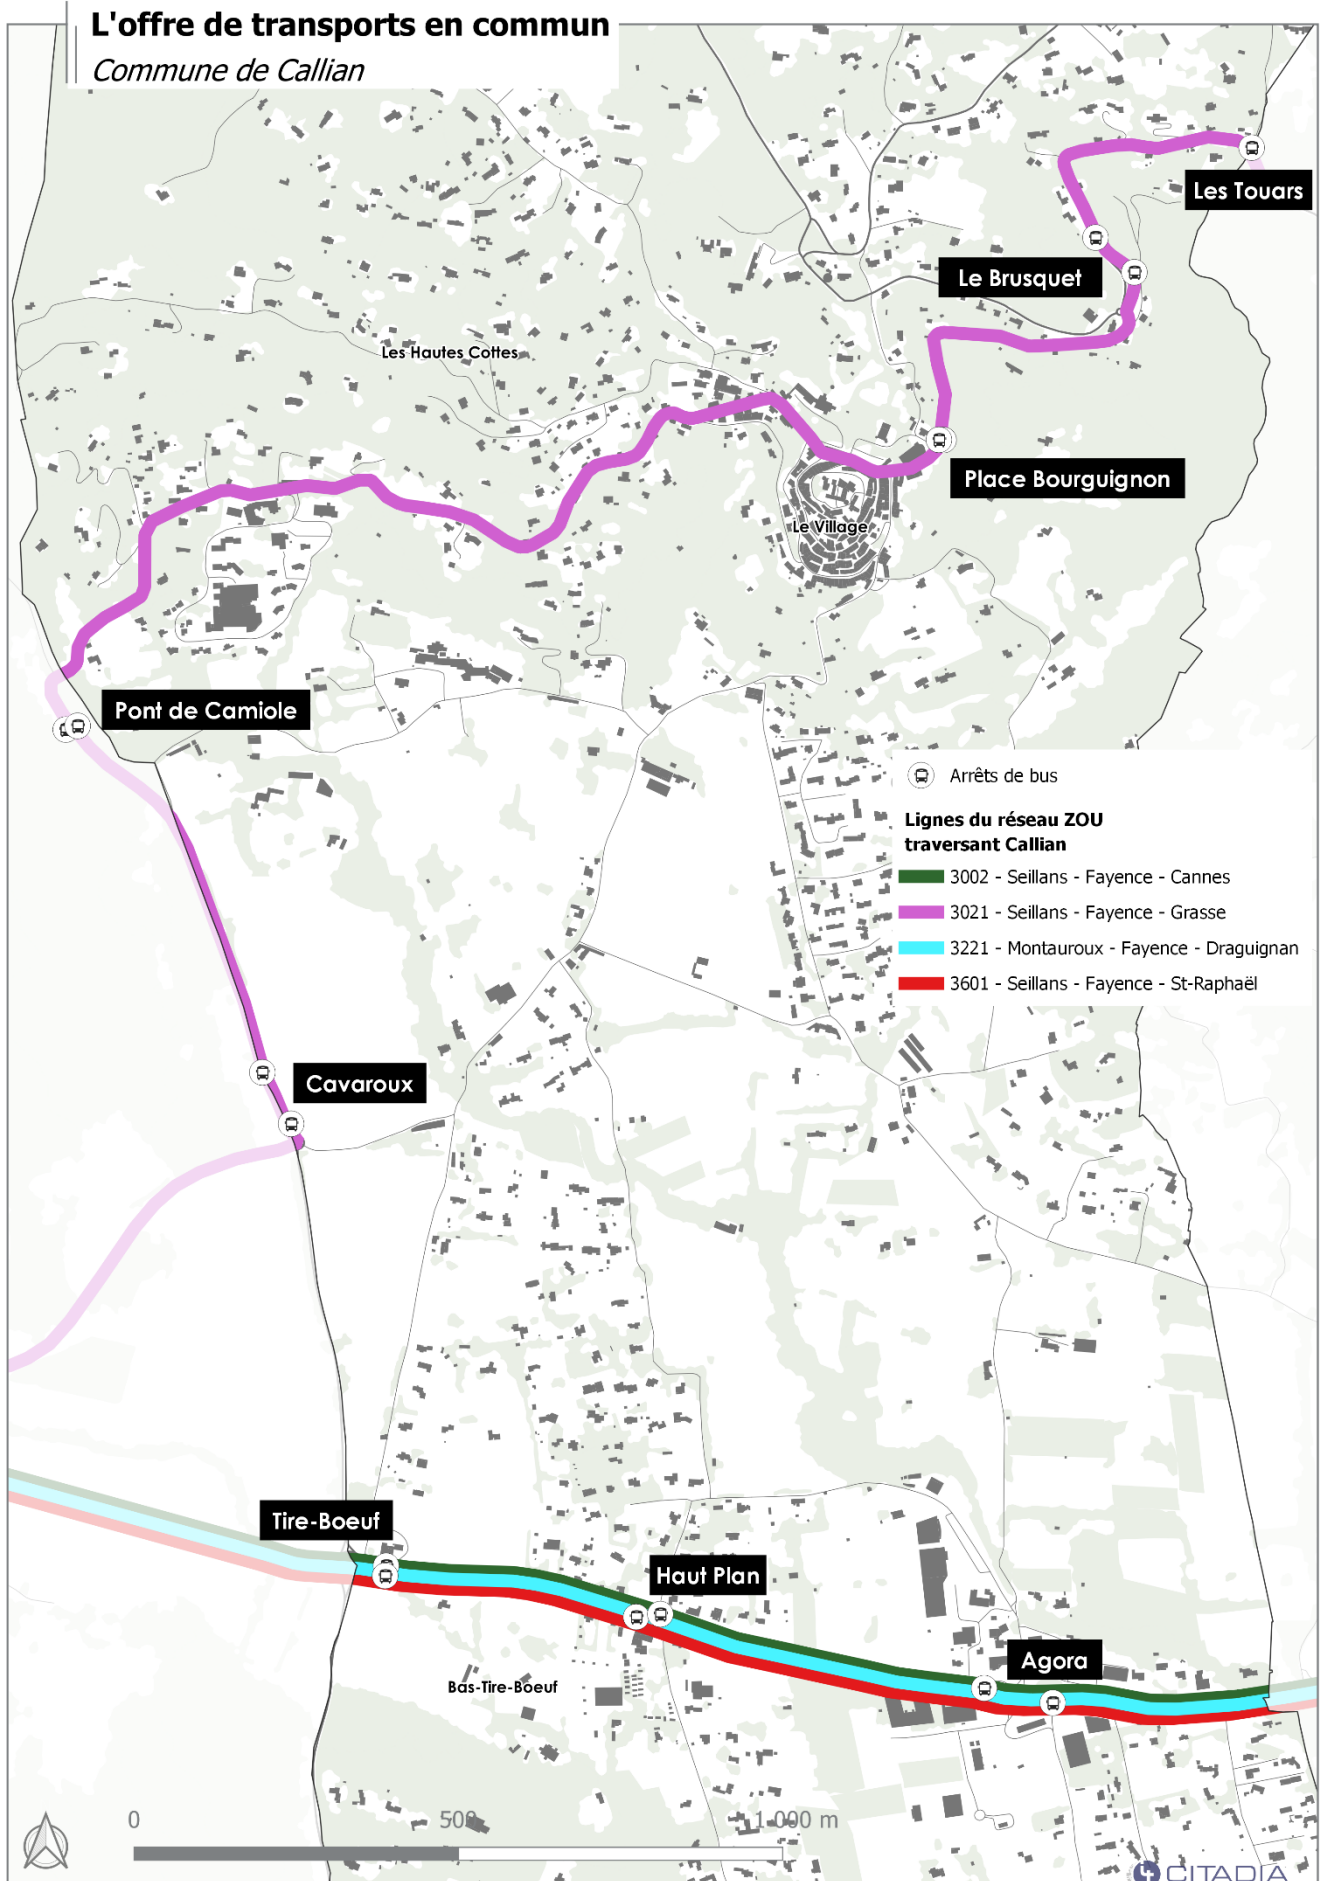 L'offre de transports en commun
Commune de Callian
Les Touars
Le Brusquet
Les Hautes Cottes
Place Bourguignon
Le Village
Pont de Camiole
Arrêts de bus
Lignes du réseau ZOU
traversant Callian
3002 - Seillans - Fayence - Cannes
3021 - Seillans - Fayence - Grasse
3221 - Montauroux - Fayence - Draguignan
3601 - Seillans - Fayence - St-Raphaël
Cavaroux
Tire-Boeuf
Haut Plan
Agora
Bas-Tire-Boeuf
0 500 1 000 m
CITADIA